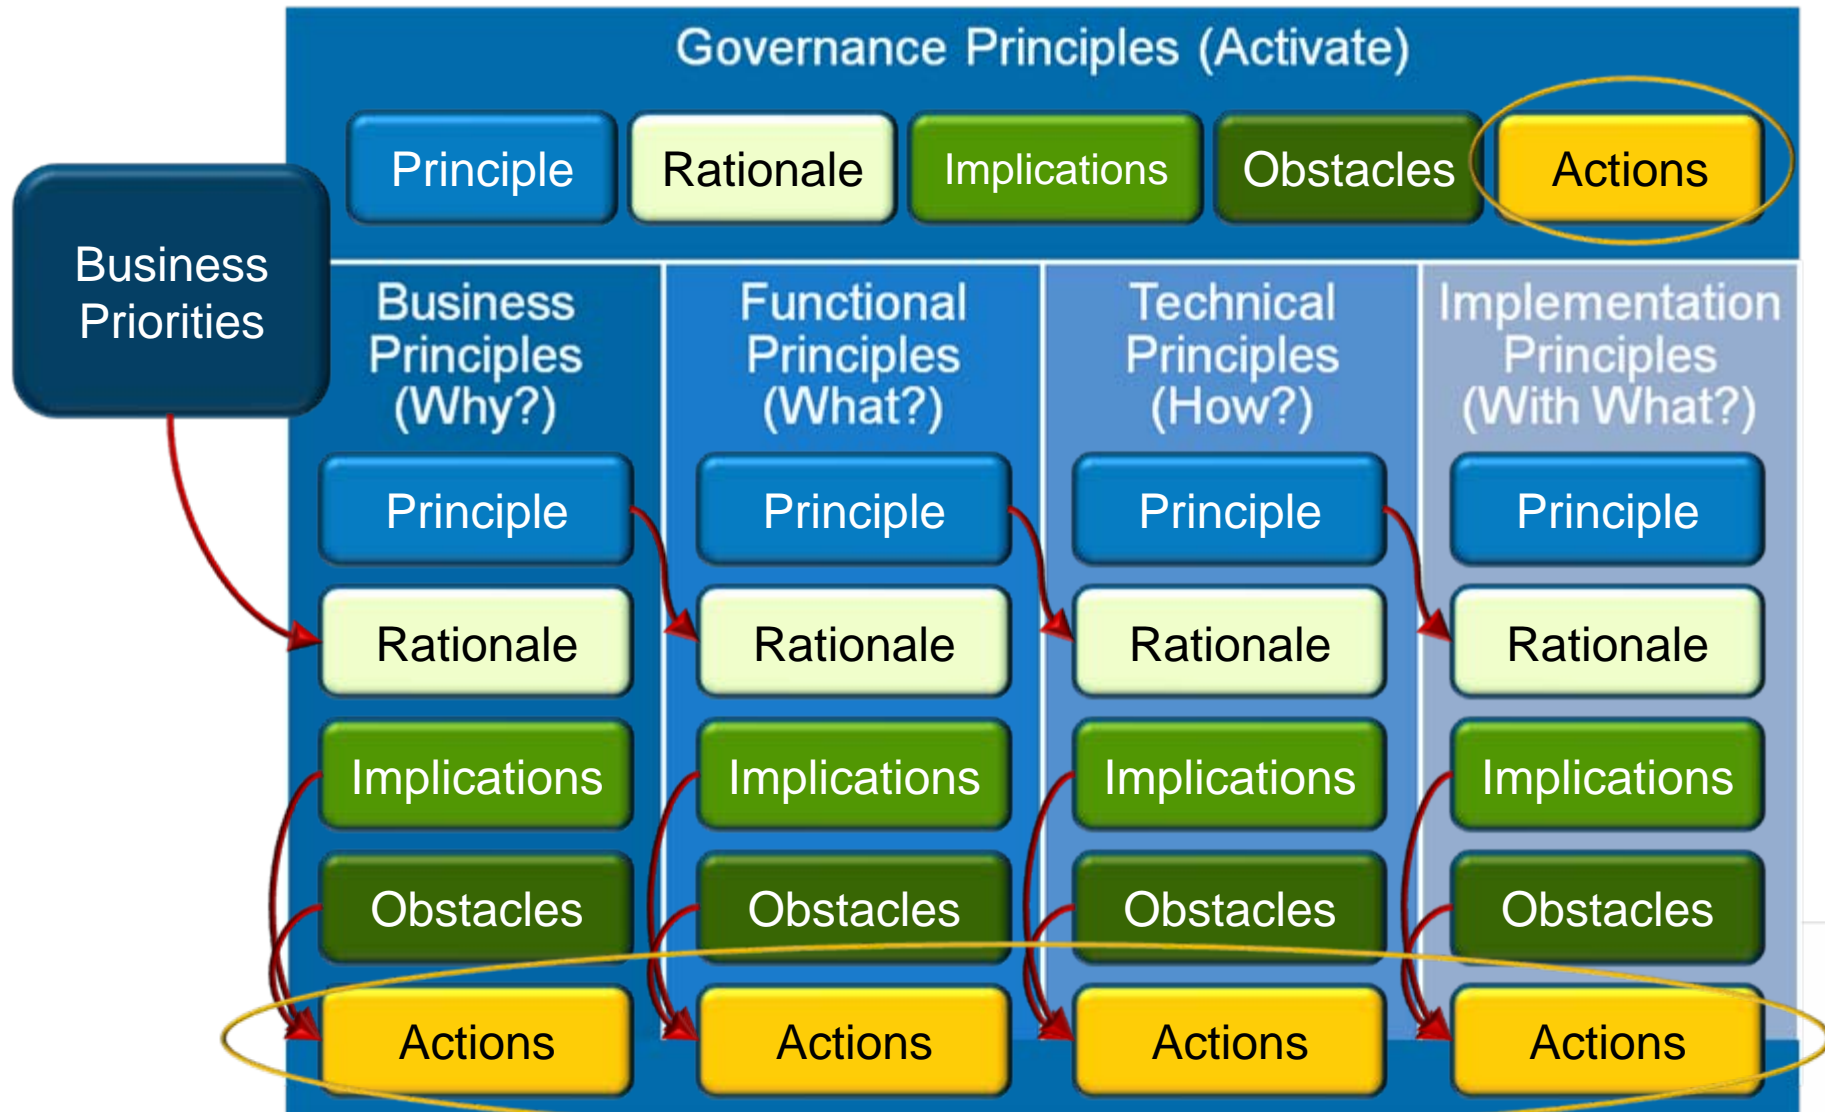 Governance Principles (Activate)
Principle
Rationale
Implications
Obstacles
Actions
Business
Priorities
Business
Principles
(Why?)
Functional
Principles
(What?)
Technical
Principles
(How?)
Implementation
Principles
(With What?)
Principle
Principle
Principle
Principle
Rationale
Rationale
Rationale
Rationale
Implications
Implications
Implications
Implications
Obstacles
Obstacles
Obstacles
Obstacles
Actions
Actions
Actions
Actions